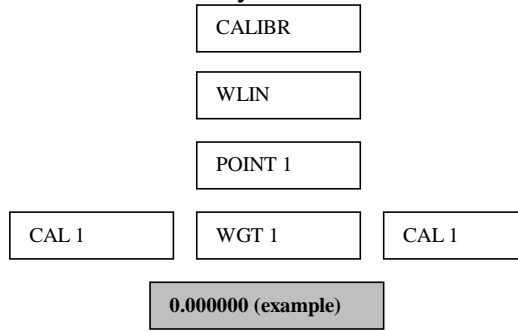 CALIBR
WLIN
POINT 1
CAL 1 WGT 1 CAL 1
0.000000 (example)